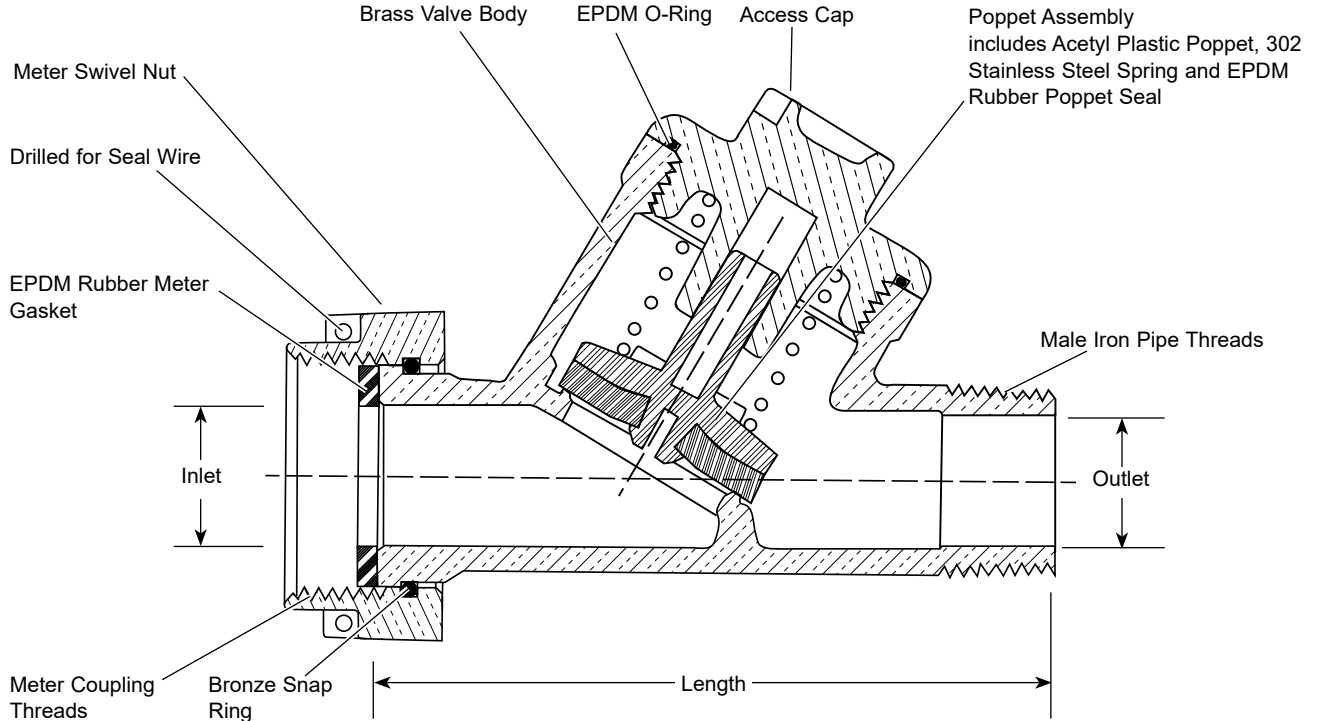 Brass Valve Body
EPDM O-Ring
Access Cap
Poppet Assembly
includes Acetyl Plastic Poppet, 302
Stainless Steel Spring and EPDM
Rubber Poppet Seal
Meter Swivel Nut
Drilled for Seal Wire
EPDM Rubber Meter
Gasket
Male Iron Pipe Threads
Inlet
Outlet
Meter Coupling
Threads
Bronze Snap
Ring
Length